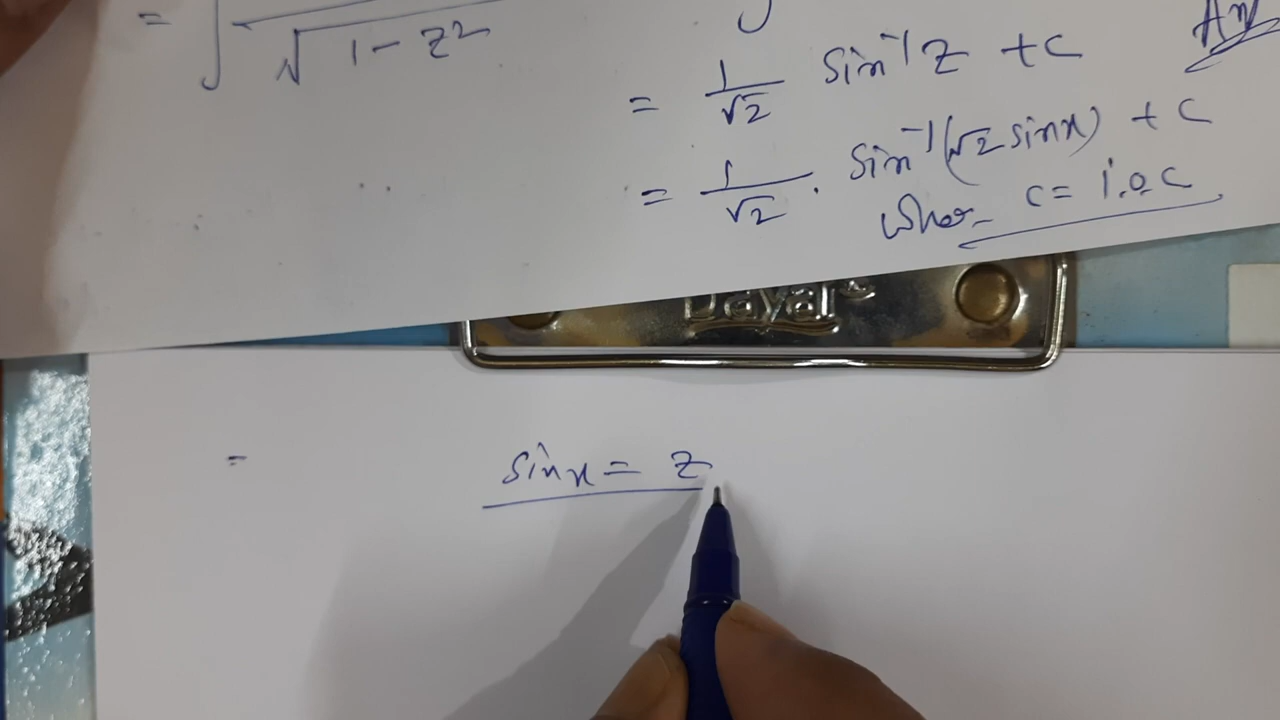 = ∫ / √1-z²
Ans
= 1/√2 sin⁻¹z + c
= 1/√2 . sin⁻¹(√2 sinx) + c
where c = i.o.c
Dayal
= sinx = z